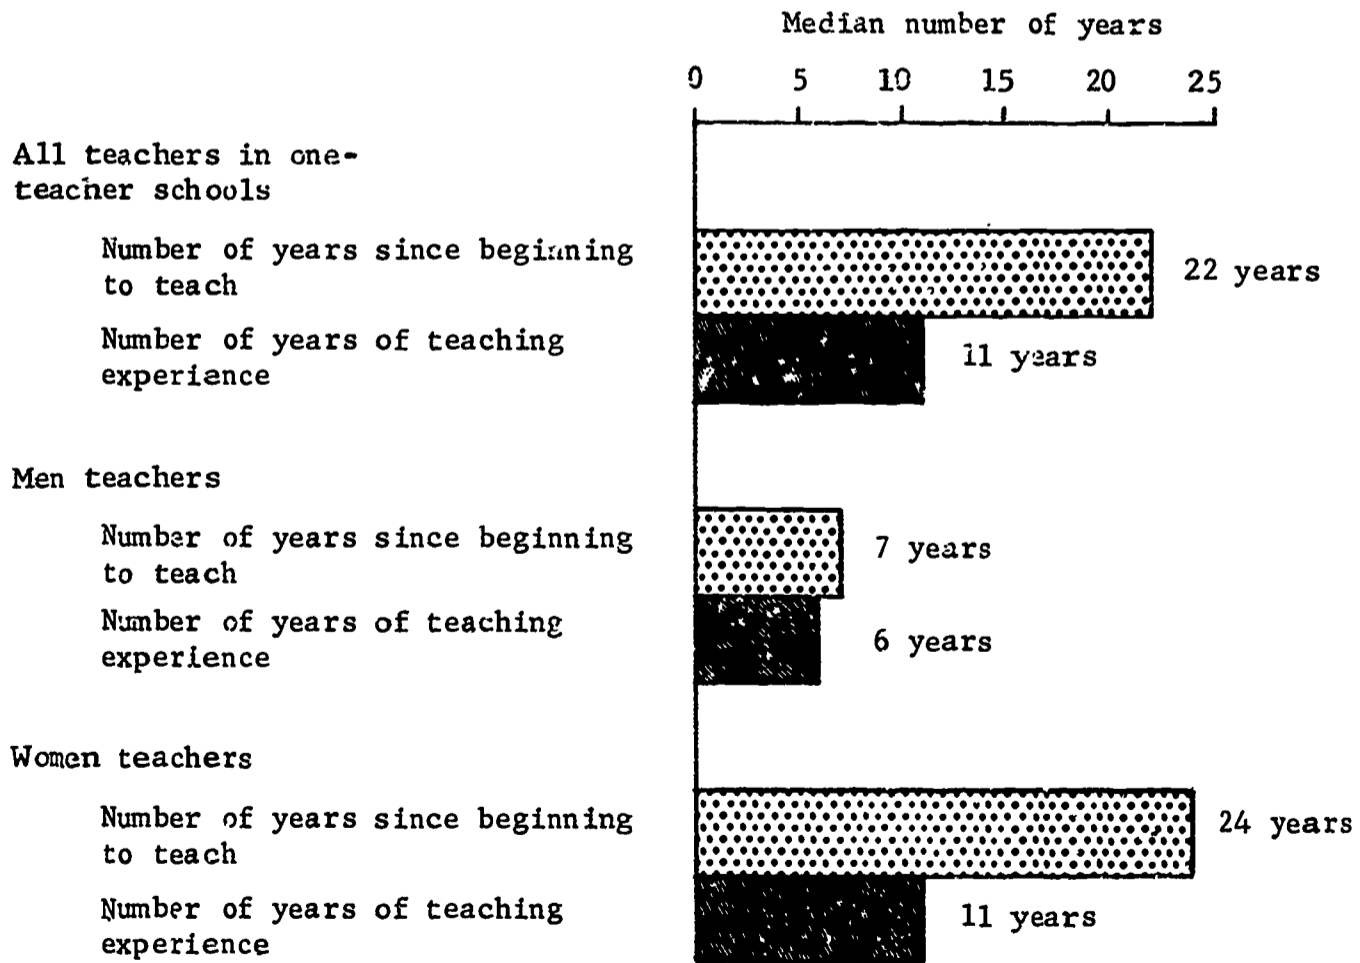 Median number of years
0 5 10 15 20 25
All teachers in one-
teacher schools
Number of years since beginning
to teach
22 years
Number of years of teaching
experience
11 years
Men teachers
Number of years since beginning
to teach
7 years
Number of years of teaching
experience
6 years
Women teachers
Number of years since beginning
to teach
24 years
Number of years of teaching
experience
11 years